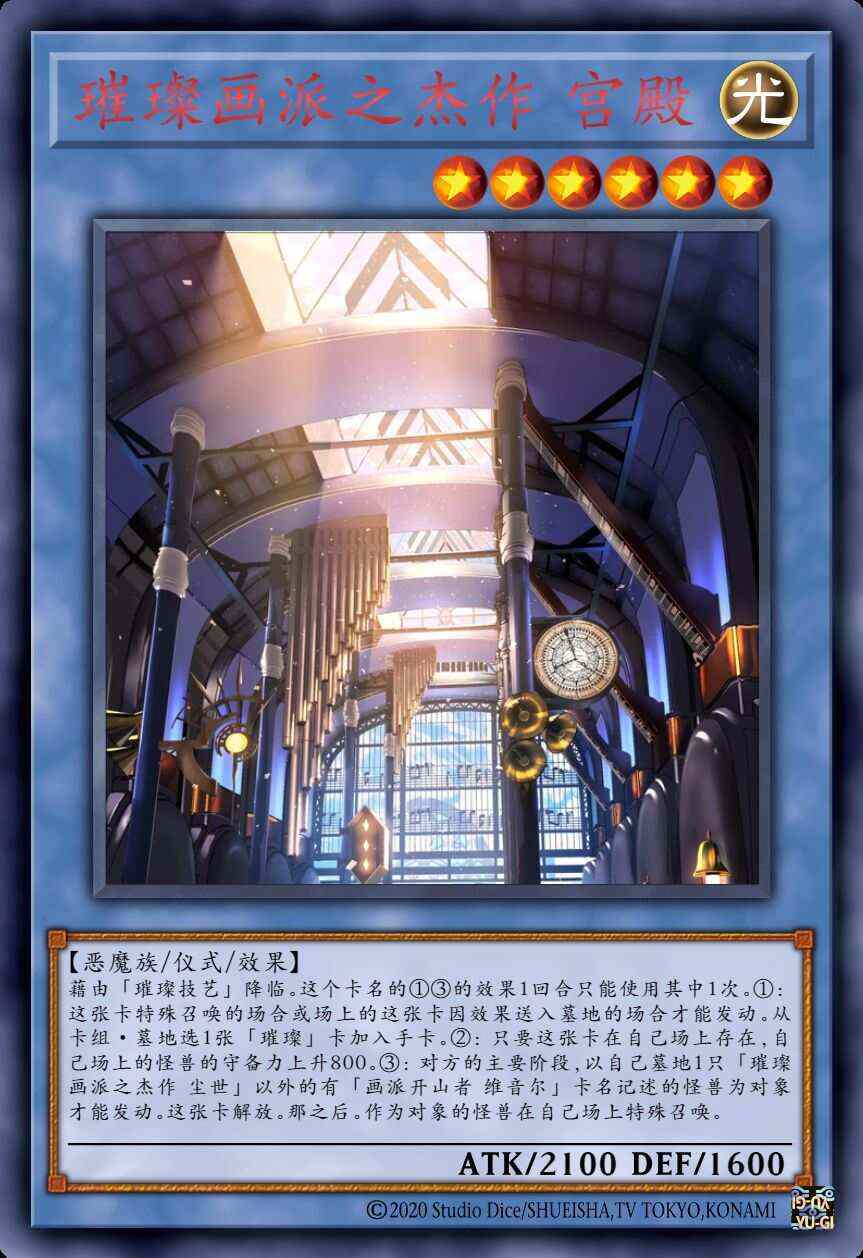 璀璨画派之杰作 宫殿
光
【恶魔族/仪式/效果】
藉由「璀璨技艺」降临。这个卡名的①③的效果1回合只能使用其中1次。①:
这张卡特殊召唤的场合或场上的这张卡因效果送入墓地的场合才能发动。从
卡组·墓地选1张「璀璨」卡加入手卡。②: 只要这张卡在自己场上存在,自
己场上的怪兽的守备力上升800。③: 对方的主要阶段,以自己墓地1只「璀璨
画派之杰作 尘世」以外的有「画派开山者 维音尔」卡名记述的怪兽为对象
才能发动。这张卡解放。那之后。作为对象的怪兽在自己场上特殊召唤。
ATK/2100 DEF/1600
©2020 Studio Dice/SHUEISHA,TV TOKYO,KONAMI